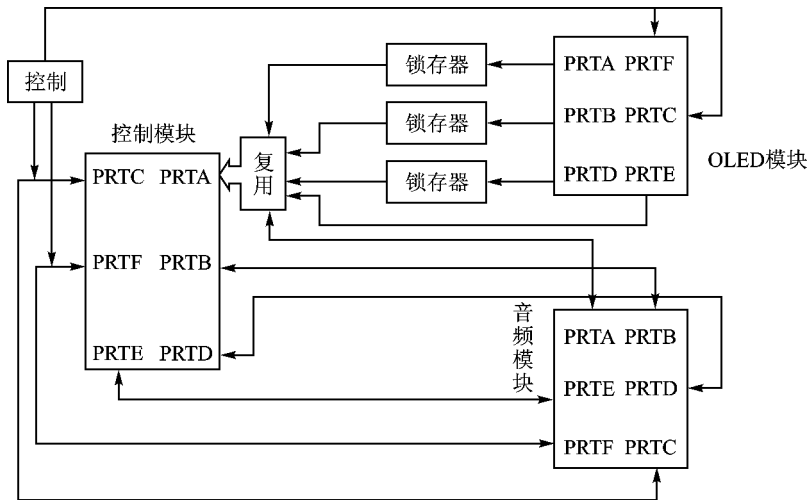 控制
控制模块
PRTC PRTA
PRTF PRTB
PRTE PRTD
复用
锁存器
锁存器
锁存器
PRTA PRTF
PRTB PRTC
PRTD PRTE
OLED模块
音频模块
PRTA PRTB
PRTE PRTD
PRTF PRTC